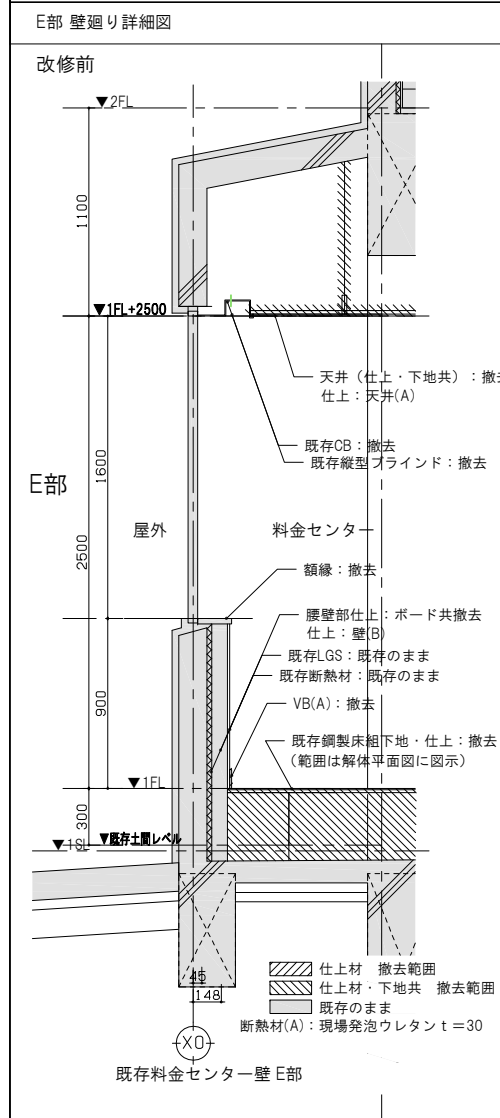 E部 壁廻り詳細図
改修前
▼2FL
1100
▼1FL+2500
天井（仕上・下地共）：撤去
仕上：天井(A)
既存CB：撤去
既存縦型ブラインド：撤去
E部
2500
1600
屋外
料金センター
額縁：撤去
腰壁部仕上：ボード共撤去
仕上：壁(B)
既存LGS：既存のまま
既存断熱材：既存のまま
900
VB(A)：撤去
既存鋼製床組下地・仕上：撤去
(範囲は解体平面図に図示)
▼1FL
300
▼既存土間レベル
▼1SL
仕上材 撤去範囲
仕上材・下地共 撤去範囲
既存のまま
断熱材(A)：現場発泡ウレタンt＝30
45
148
X0
既存料金センター壁 E部